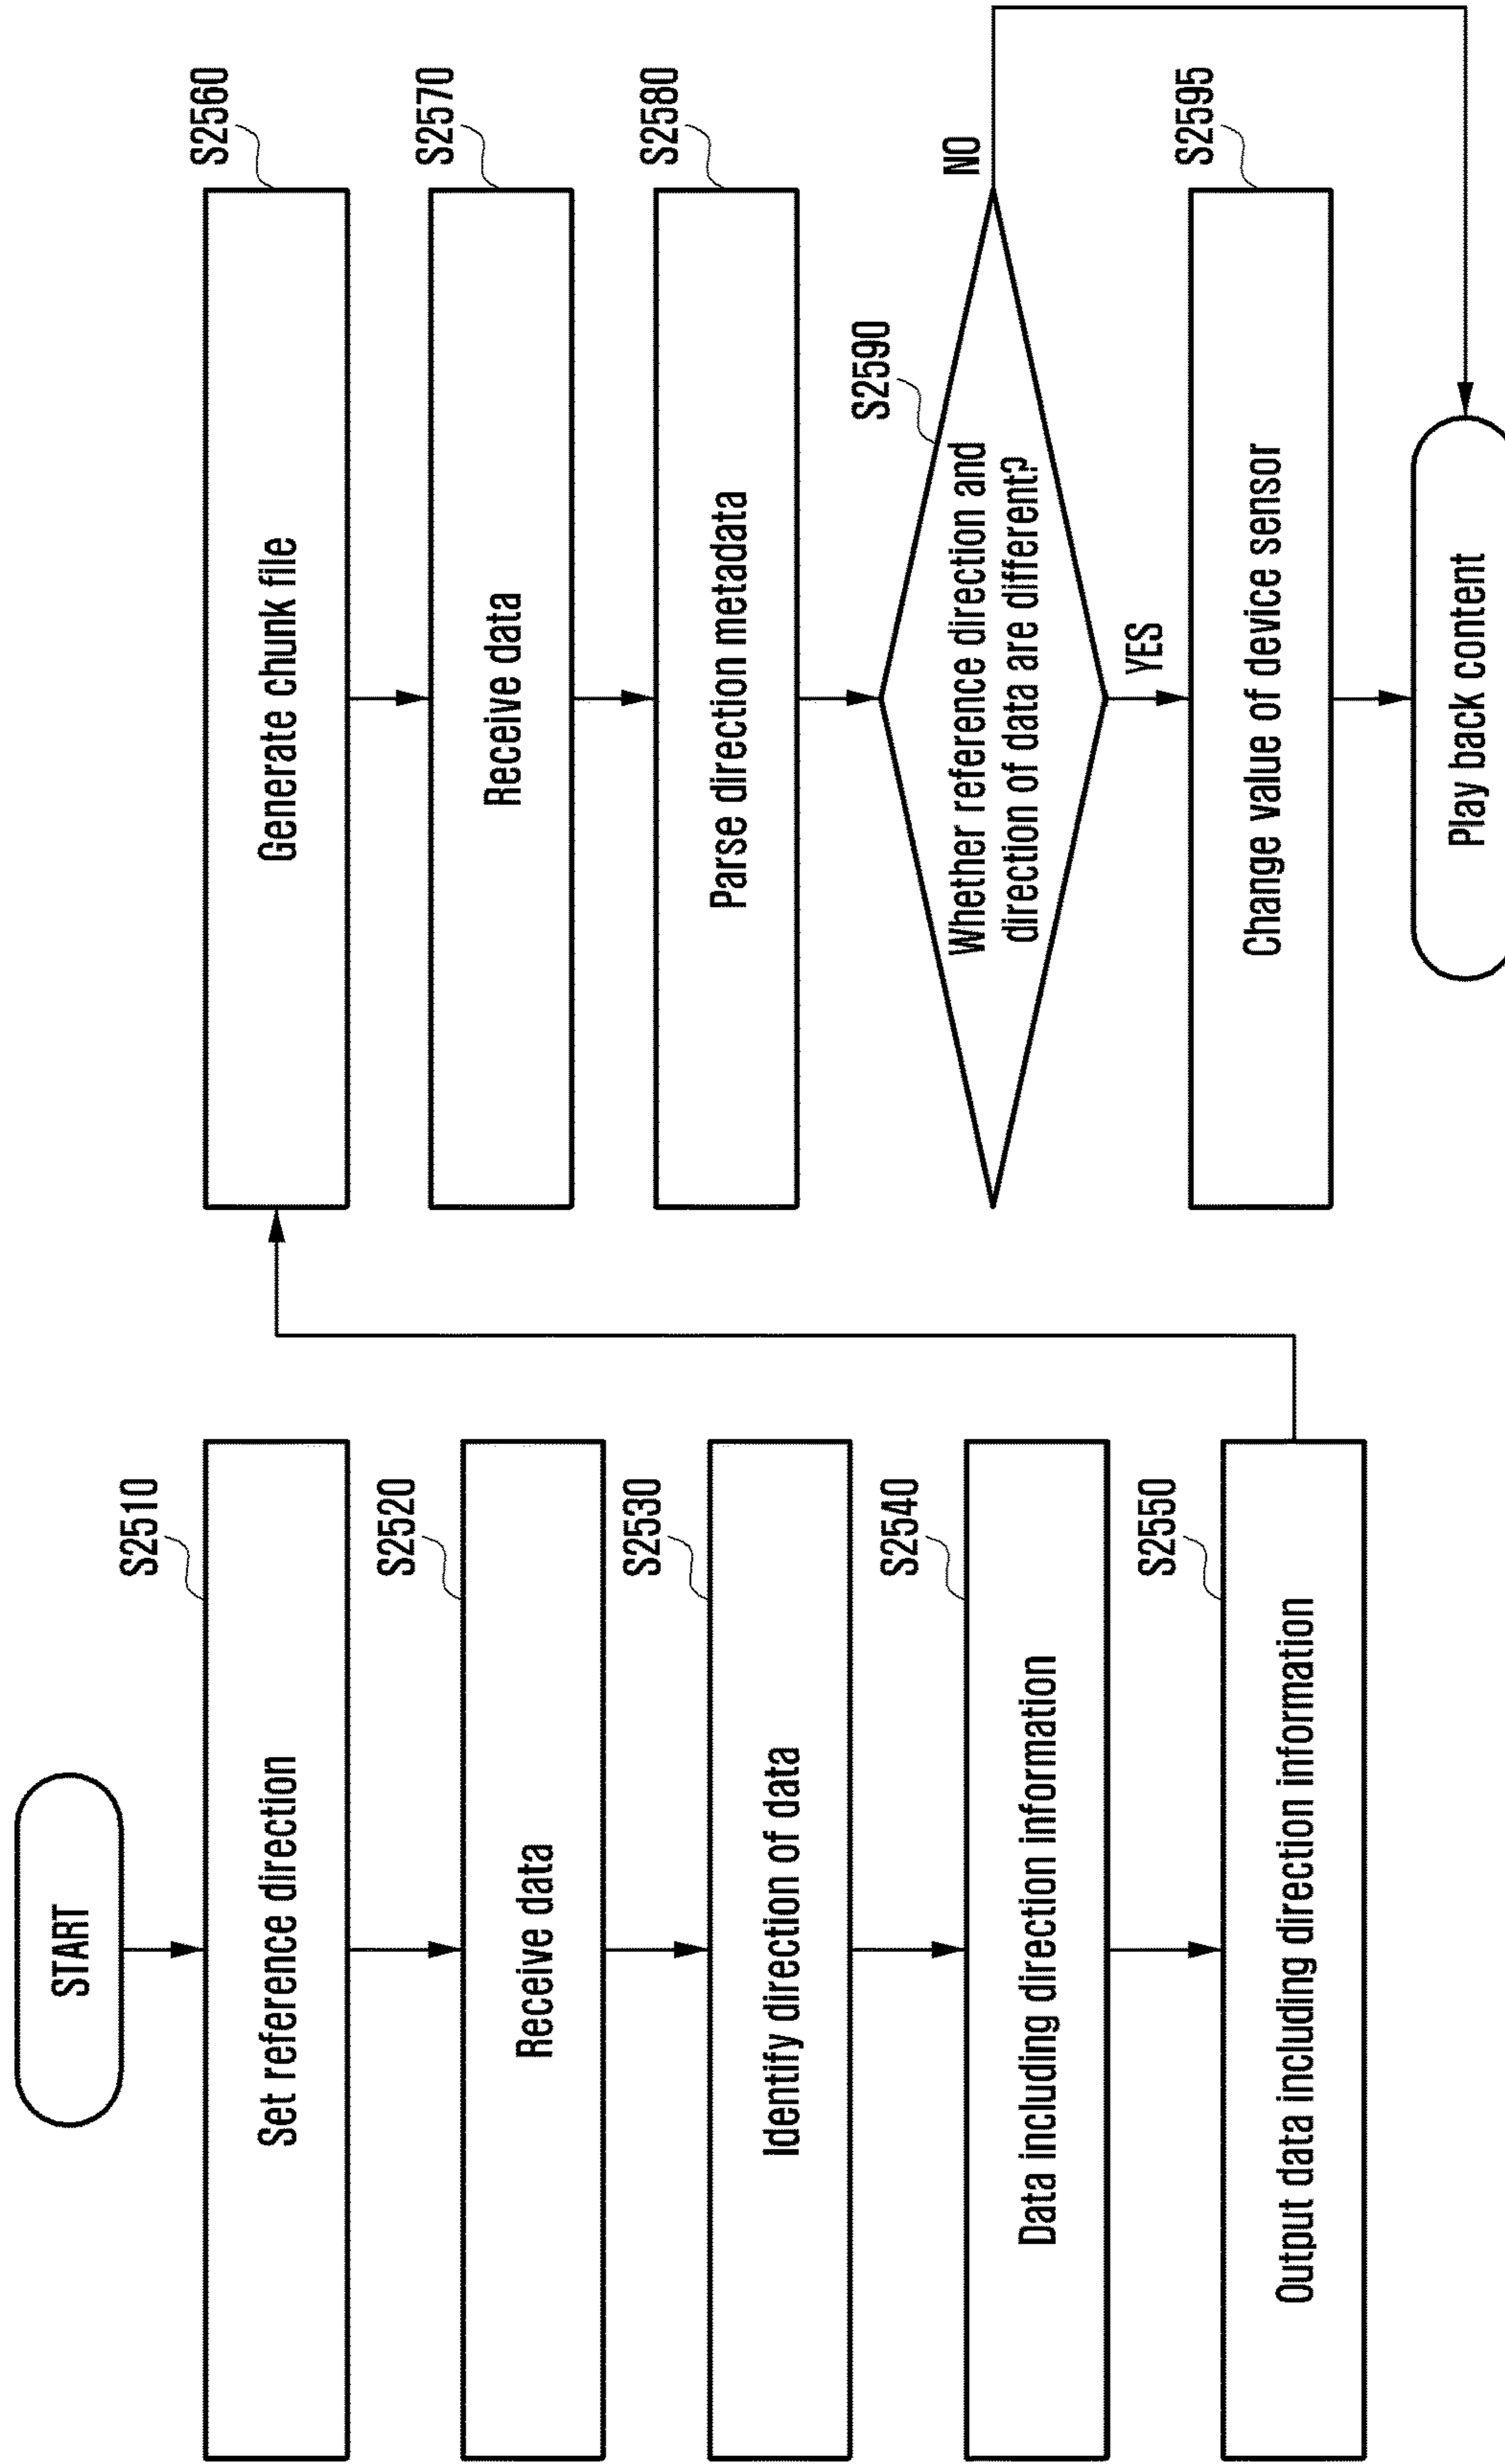 START
S2510
Set reference direction
S2520
Receive data
S2530
Identify direction of data
S2540
Data including direction information
S2550
Output data including direction information
S2560
Generate chunk file
S2570
Receive data
S2580
Parse direction metadata
S2590
Whether reference direction and
direction of data are different?
NO
YES
S2595
Change value of device sensor
Play back content